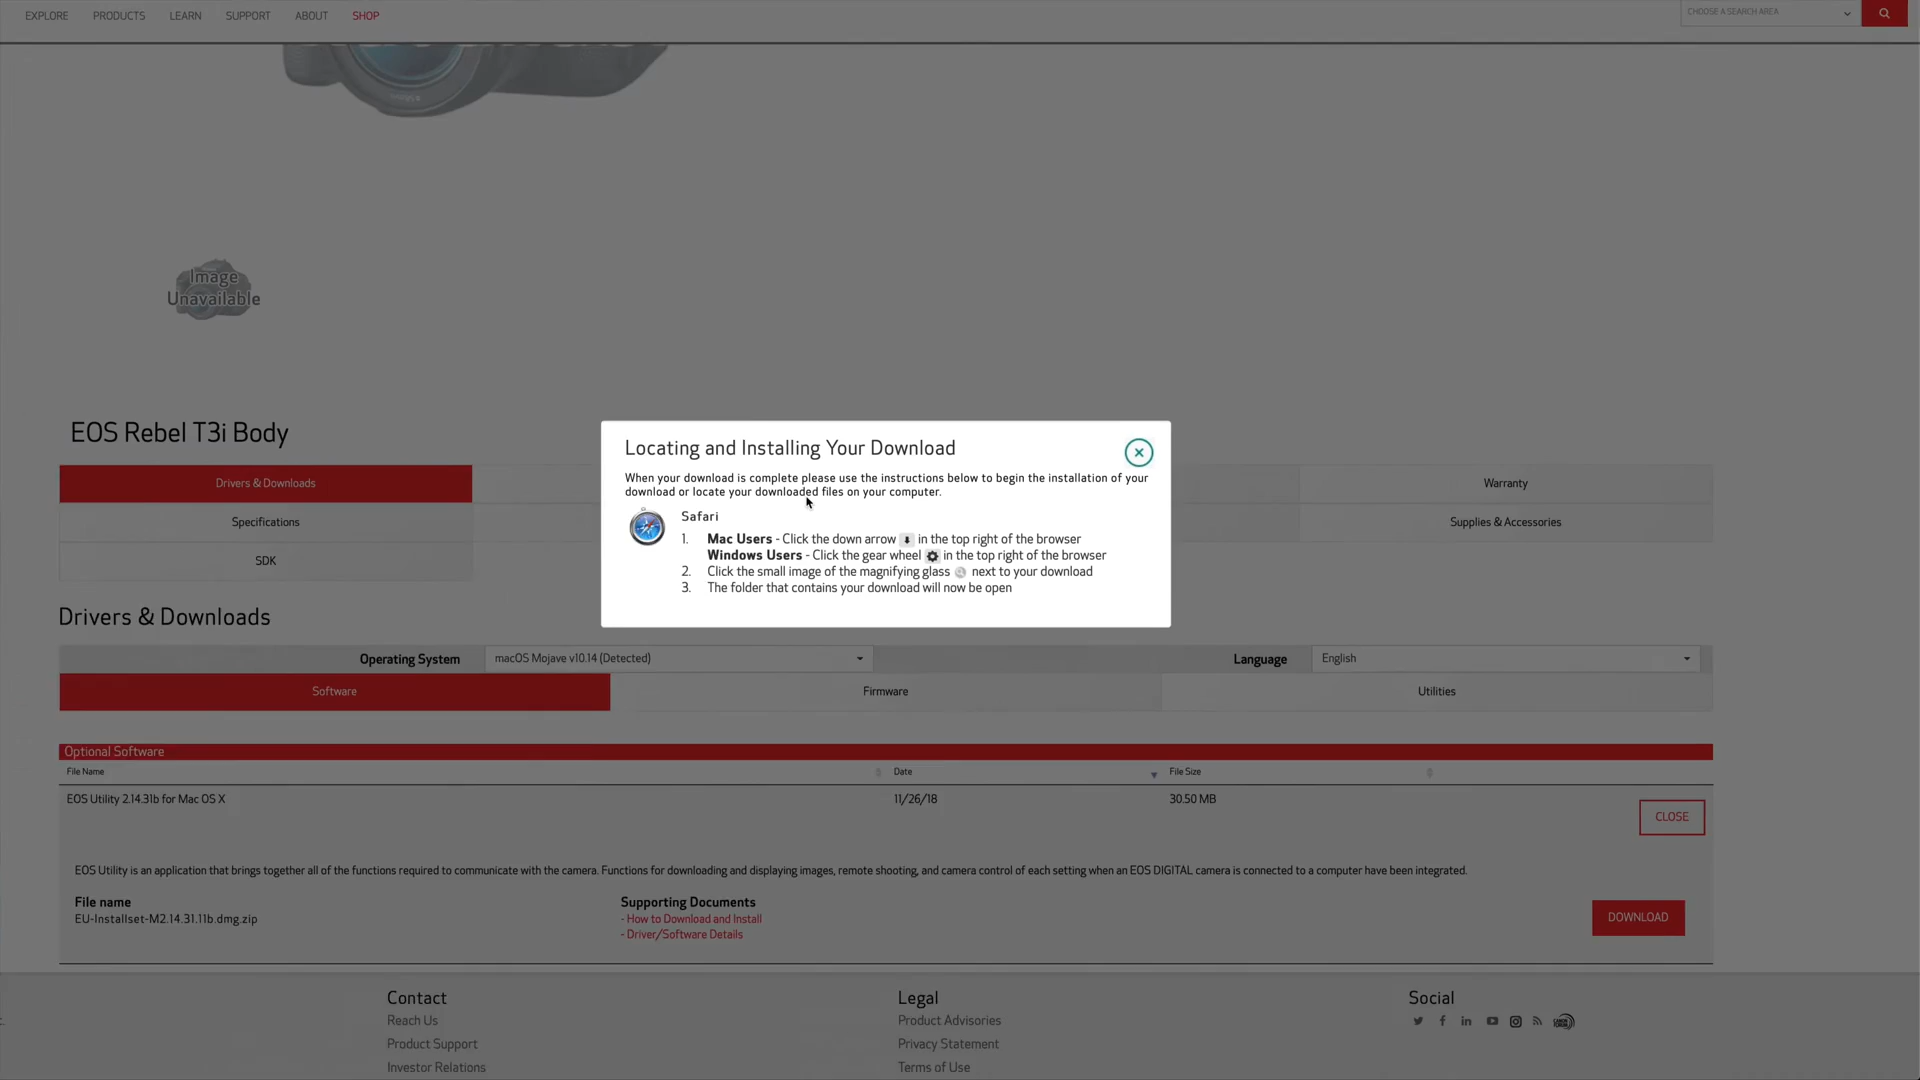 EXPLORE PRODUCTS LEARN SUPPORT ABOUT SHOP CHOOSE A SEARCH AREA
Image
Unavailable
EOS Rebel T3i Body
Locating and Installing Your Download
When your download is complete please use the instructions below to begin the installation of your
download or locate your downloaded files on your computer.
Safari
1. Mac Users - Click the down arrow in the top right of the browser
Windows Users - Click the gear wheel in the top right of the browser
2. Click the small image of the magnifying glass next to your download
3. The folder that contains your download will now be open
Drivers & Downloads Warranty
Specifications Supplies & Accessories
SDK
Drivers & Downloads
Operating System macOS Mojave v10.14 (Detected) Language English
Software Firmware Utilities
Optional Software
File Name Date File Size
EOS Utility 2.14.31b for Mac OS X 11/26/18 30.50 MB
CLOSE
EOS Utility is an application that brings together all of the functions required to communicate with the camera. Functions for downloading and displaying images, remote shooting, and camera control of each setting when an EOS DIGITAL camera is connected to a computer have been integrated.
File name Supporting Documents
EU-Installset-M2.14.31.11b.dmg.zip - How to Download and Install DOWNLOAD
- Driver/Software Details
Contact Legal Social
Reach Us Product Advisories
Product Support Privacy Statement
Investor Relations Terms of Use